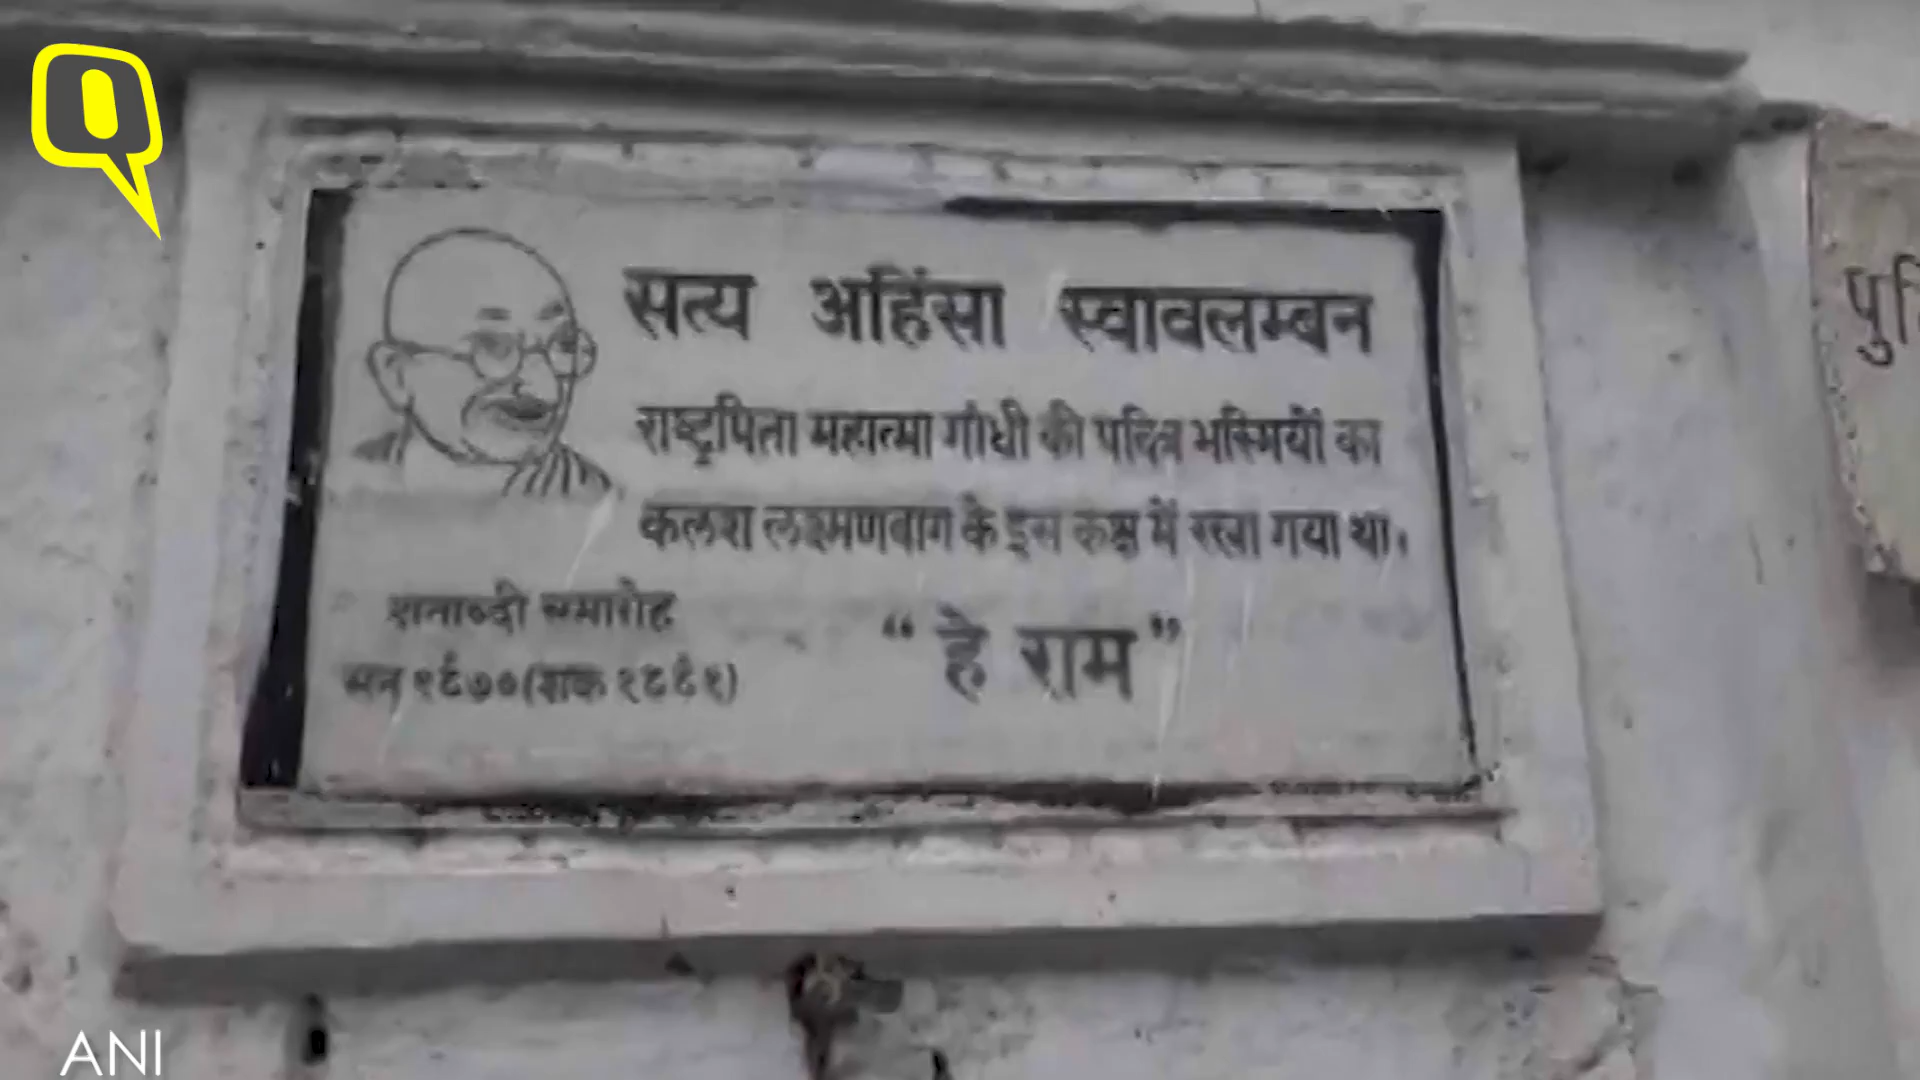 Q
सत्य अहिंसा स्वावलम्बन
राष्ट्रपिता महात्मा गांधी की पवित्र भस्मियों का
कलश लक्ष्मणबाग के इस कक्ष में रखा गया था।
शताब्दी समारोह
सन् १९७०(शक १८९१)
“हे राम”
ANI